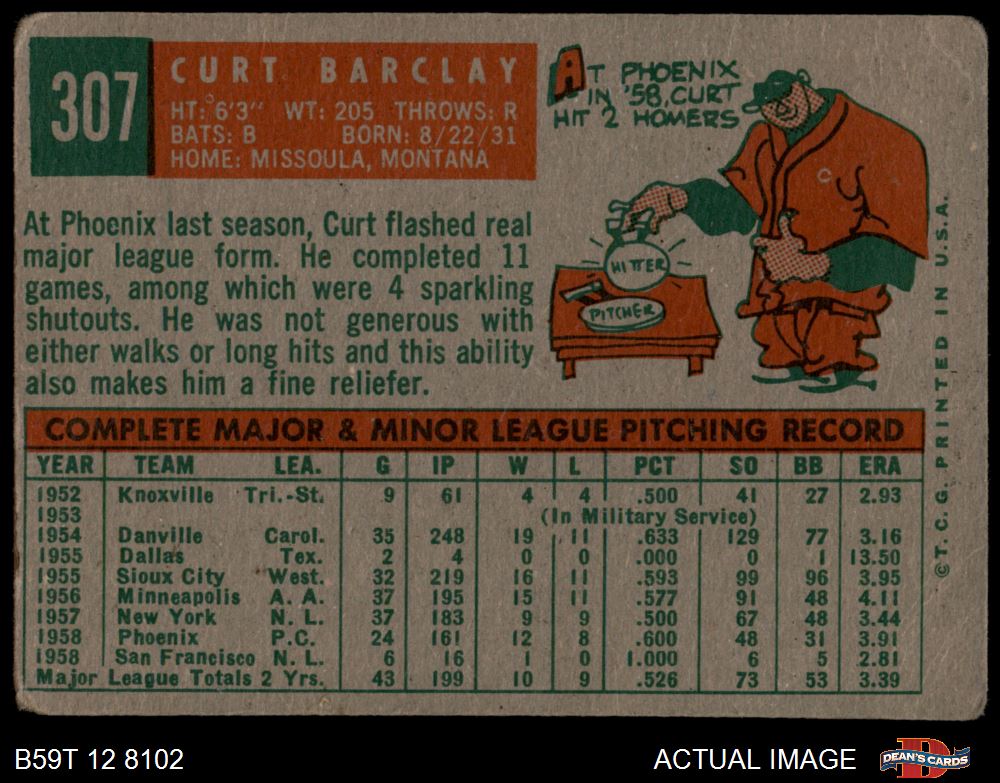 307
CURT BARCLAY
HT: 6'3" WT: 205 THROWS: R
BATS: B BORN: 8/22/31
HOME: MISSOULA, MONTANA
AT PHOENIX
IN '58, CURT
HIT 2 HOMERS
C
HITTER
PITCHER
At Phoenix last season, Curt flashed real
major league form. He completed 11
games, among which were 4 sparkling
shutouts. He was not generous with
either walks or long hits and this ability
also makes him a fine reliefer.
COMPLETE MAJOR & MINOR LEAGUE PITCHING RECORD
YEAR TEAM LEA. G IP W L PCT SO BB ERA
1952 Knoxville Tri.-St. 9 61 4 4 .500 41 27 2.93
1953 (In Military Service)
1954 Danville Carol. 35 248 19 11 .633 129 77 3.16
1955 Dallas Tex. 2 4 0 0 .000 0 1 13.50
1955 Sioux City West. 32 219 16 11 .593 99 96 3.95
1956 Minneapolis A. A. 37 195 15 11 .577 91 48 4.11
1957 New York N. L. 37 183 9 9 .500 67 48 3.44
1958 Phoenix P.C. 24 161 12 8 .600 48 31 3.91
1958 San Francisco N. L. 6 16 1 0 1.000 6 5 2.81
Major League Totals 2 Yrs. 43 199 10 9 .526 73 53 3.39
©T. C. G. PRINTED IN U.S.A.
B59T 12 8102
ACTUAL IMAGE
DEAN'S CARDS